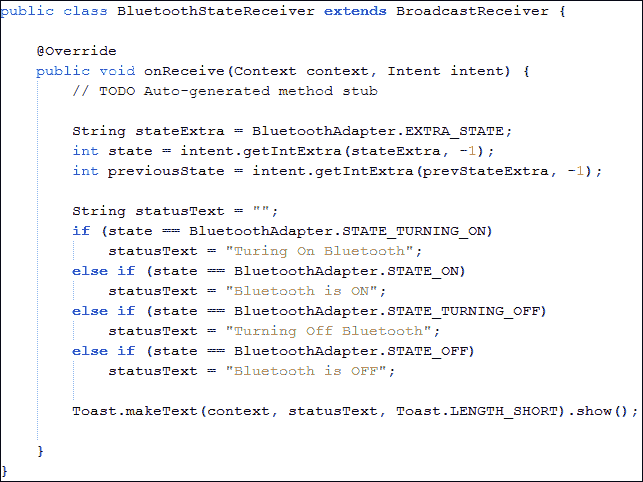 public class BluetoothStateReceiver extends BroadcastReceiver {
@Override
public void onReceive(Context context, Intent intent) {
// TODO Auto-generated method stub
String stateExtra = BluetoothAdapter.EXTRA_STATE;
int state = intent.getIntExtra(stateExtra, -1);
int previousState = intent.getIntExtra(prevStateExtra, -1);
String statusText = "";
if (state == BluetoothAdapter.STATE_TURNING_ON)
statusText = "Turing On Bluetooth";
else if (state == BluetoothAdapter.STATE_ON)
statusText = "Bluetooth is ON";
else if (state == BluetoothAdapter.STATE_TURNING_OFF)
statusText = "Turning Off Bluetooth";
else if (state == BluetoothAdapter.STATE_OFF)
statusText = "Bluetooth is OFF";
Toast.makeText(context, statusText, Toast.LENGTH_SHORT).show();
}
}